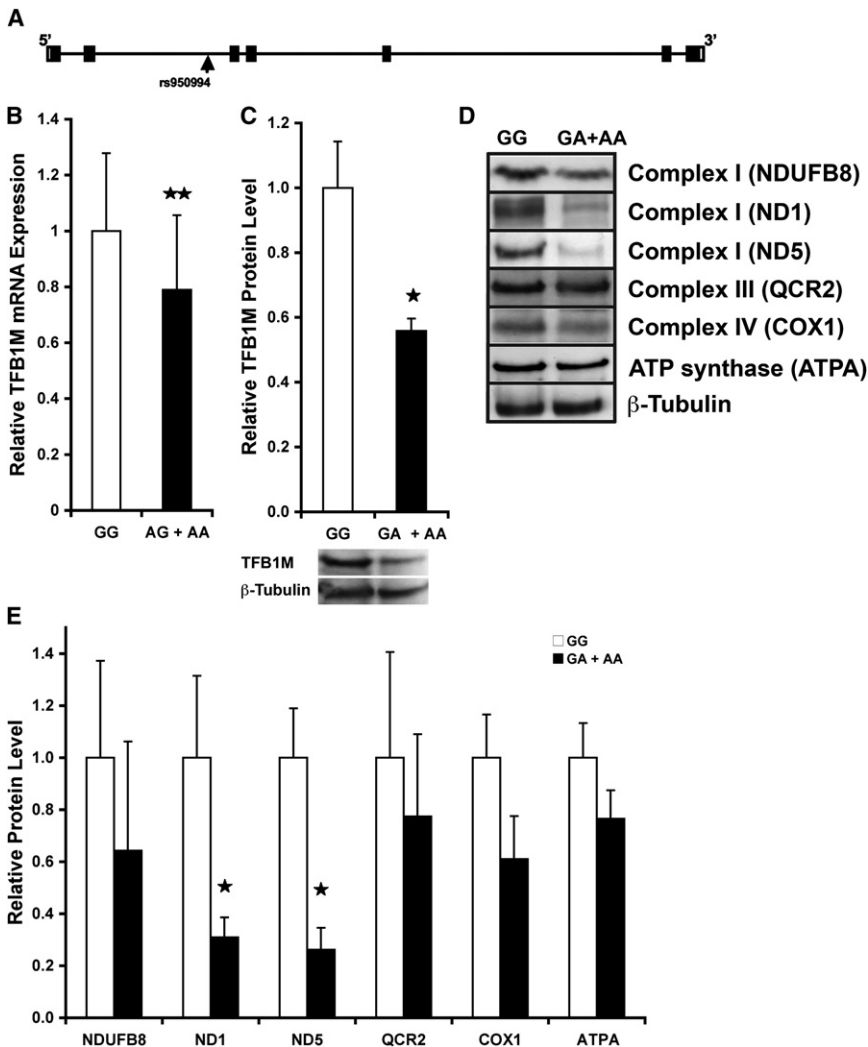 A
5' 3'
rs950994
B
Relative TFB1M mRNA Expression
1.4
1.2
1
0.8
0.6
0.4
0.2
0
★★
GG AG + AA
C
Relative TFB1M Protein Level
1.2
1.0
0.8
0.6
0.4
0.2
0.0
★
GG GA + AA
TFB1M
β-Tubulin
D
GG GA+AA
Complex I (NDUFB8)
Complex I (ND1)
Complex I (ND5)
Complex III (QCR2)
Complex IV (COX1)
ATP synthase (ATPA)
β-Tubulin
E
Relative Protein Level
1.4
1.2
1.0
0.8
0.6
0.4
0.2
0.0
GG
GA + AA
★ ★
NDUFB8 ND1 ND5 QCR2 COX1 ATPA